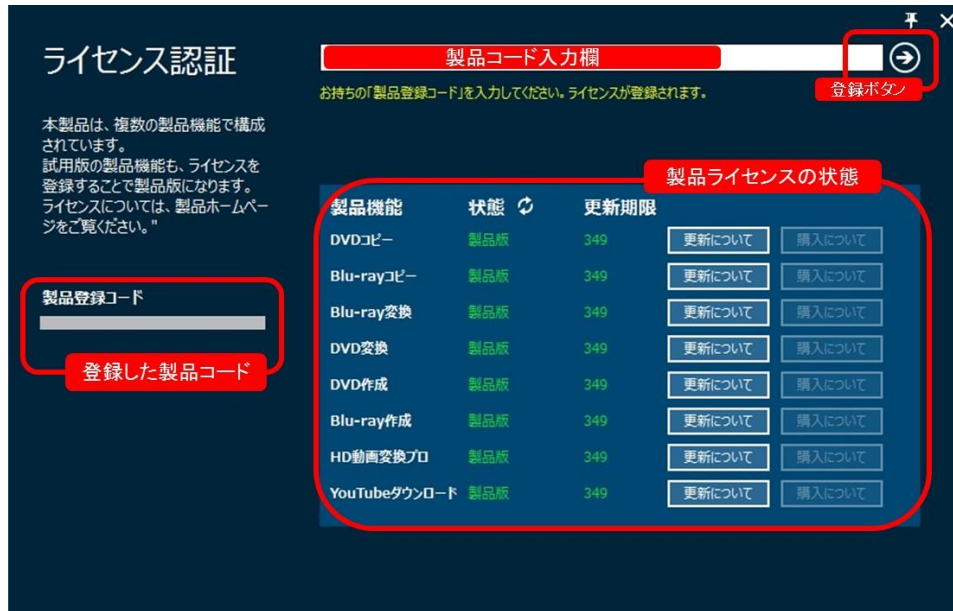 ライセンス認証
製品コード入力欄
登録ボタン
お持ちの「製品登録コード」を入力してください。ライセンスが登録されます。
本製品は、複数の製品機能で構成
されています。
試用版の製品機能も、ライセンスを
登録することで製品版になります。
ライセンスについては、製品ホームペー
ジをご覧ください。"
製品登録コード
登録した製品コード
製品ライセンスの状態
製品機能 状態 更新期限
DVDコピー 製品版 349 更新について 購入について
Blu-rayコピー 製品版 349 更新について 購入について
Blu-ray変換 製品版 349 更新について 購入について
DVD変換 製品版 349 更新について 購入について
DVD作成 製品版 349 更新について 購入について
Blu-ray作成 製品版 349 更新について 購入について
HD動画変換プロ 製品版 349 更新について 購入について
YouTubeダウンロード 製品版 349 更新について 購入について